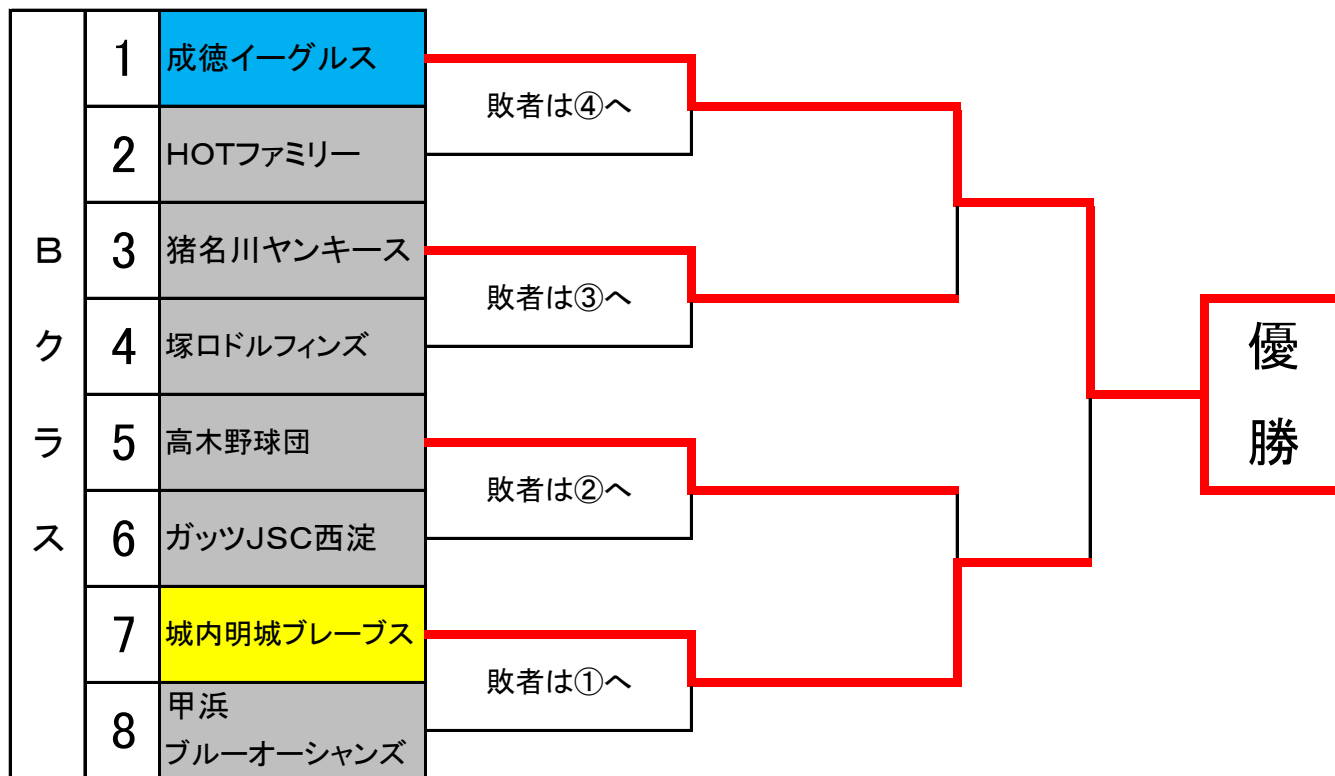 Bクラス
1 成徳イーグルス
敗者は④へ
2 HOTファミリー
3 猪名川ヤンキース
敗者は③へ
4 塚口ドルフィンズ
5 高木野球団
敗者は②へ
6 ガッツJSC西淀
7 城内明城ブレーブス
敗者は①へ
8 甲浜
ブルーオーシャンズ
優勝